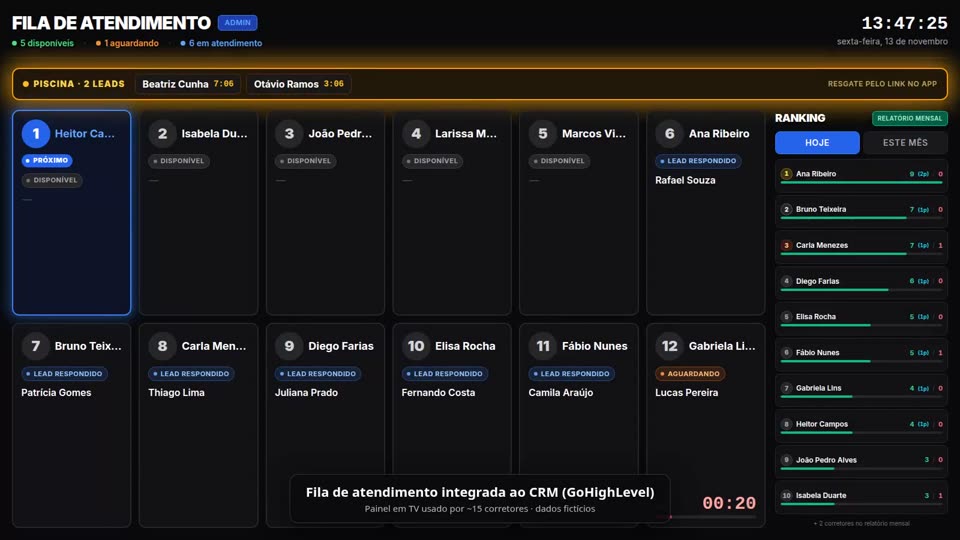 FILA DE ATENDIMENTO ADMIN
5 disponíveis · 1 aguardando · 6 em atendimento
13:47:25
sexta-feira, 13 de novembro
PISCINA · 2 LEADS Beatriz Cunha 7:06 Otávio Ramos 3:06 RESGATE PELO LINK NO APP
1 Heitor Ca...
PRÓXIMO
DISPONÍVEL
—
2 Isabela Du...
DISPONÍVEL
—
3 João Pedr...
DISPONÍVEL
—
4 Larissa M...
DISPONÍVEL
—
5 Marcos Vi...
DISPONÍVEL
—
6 Ana Ribeiro
LEAD RESPONDIDO
Rafael Souza
7 Bruno Teix...
LEAD RESPONDIDO
Patrícia Gomes
8 Carla Men...
LEAD RESPONDIDO
Thiago Lima
9 Diego Farias
LEAD RESPONDIDO
Juliana Prado
10 Elisa Rocha
LEAD RESPONDIDO
Fernando Costa
11 Fábio Nunes
LEAD RESPONDIDO
Camila Araújo
12 Gabriela Li...
AGUARDANDO
Lucas Pereira
00:20
RANKING RELATÓRIO MENSAL
HOJE ESTE MÊS
1 Ana Ribeiro 9 (2p) | 0
2 Bruno Teixeira 7 (1p) | 0
3 Carla Menezes 7 (1p) | 1
4 Diego Farias 6 (1p) | 0
5 Elisa Rocha 5 (1p) | 0
6 Fábio Nunes 5 (1p) | 1
7 Gabriela Lins 4 (1p) | 0
8 Heitor Campos 4 (1p) | 0
9 João Pedro Alves 3 | 0
10 Isabela Duarte 3 | 1
+ 2 corretores no relatório mensal
Fila de atendimento integrada ao CRM (GoHighLevel)
Painel em TV usado por ~15 corretores · dados fictícios